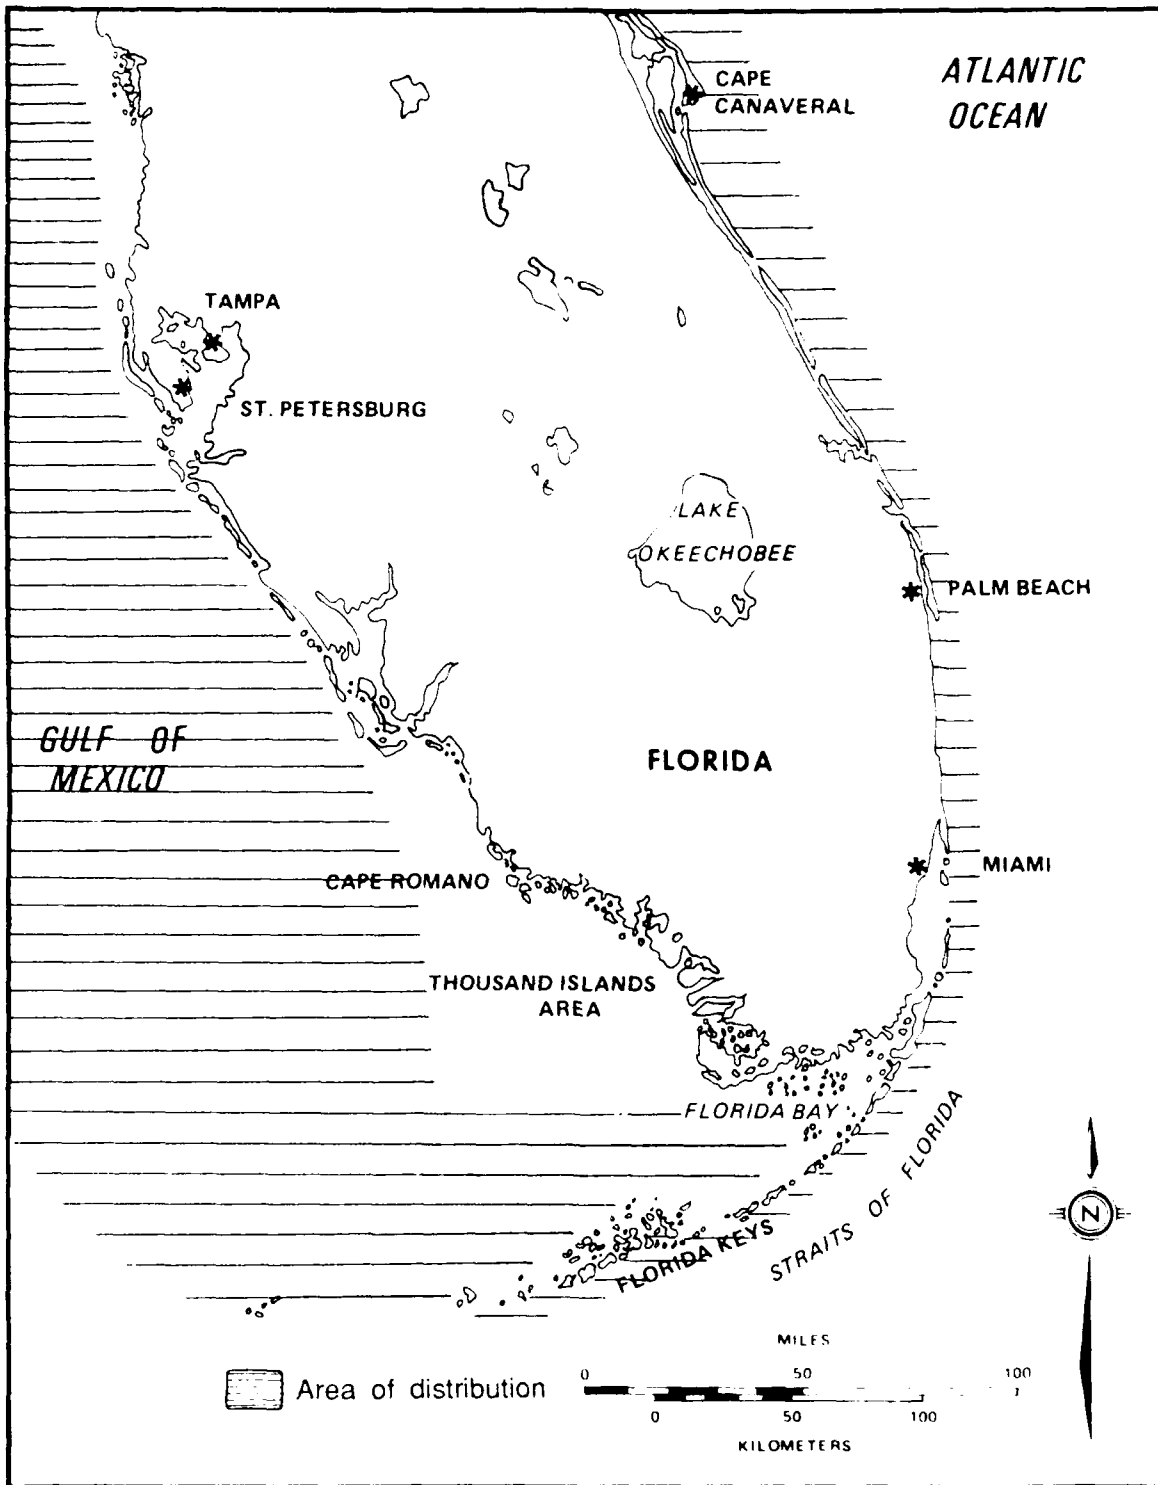 ATLANTIC
OCEAN
CAPE
CANAVERAL
TAMPA
ST. PETERSBURG
LAKE
OKEECHOBEE
PALM BEACH
GULF OF
MEXICO
FLORIDA
MIAMI
CAPE ROMANO
THOUSAND ISLANDS
AREA
FLORIDA BAY
STRAITS OF FLORIDA
FLORIDA KEYS
N
MILES
0 50 100
Area of distribution
0 50 100
KILOMETERS